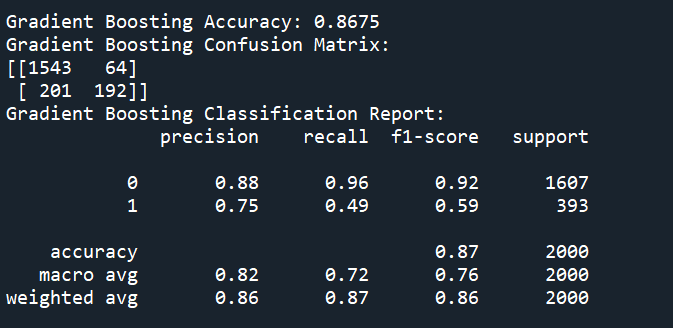 Gradient Boosting Accuracy: 0.8675
Gradient Boosting Confusion Matrix:
[[1543   64]
 [ 201  192]]
Gradient Boosting Classification Report:
              precision    recall  f1-score   support

           0       0.88      0.96      0.92      1607
           1       0.75      0.49      0.59       393

    accuracy                           0.87      2000
   macro avg       0.82      0.72      0.76      2000
weighted avg       0.86      0.87      0.86      2000